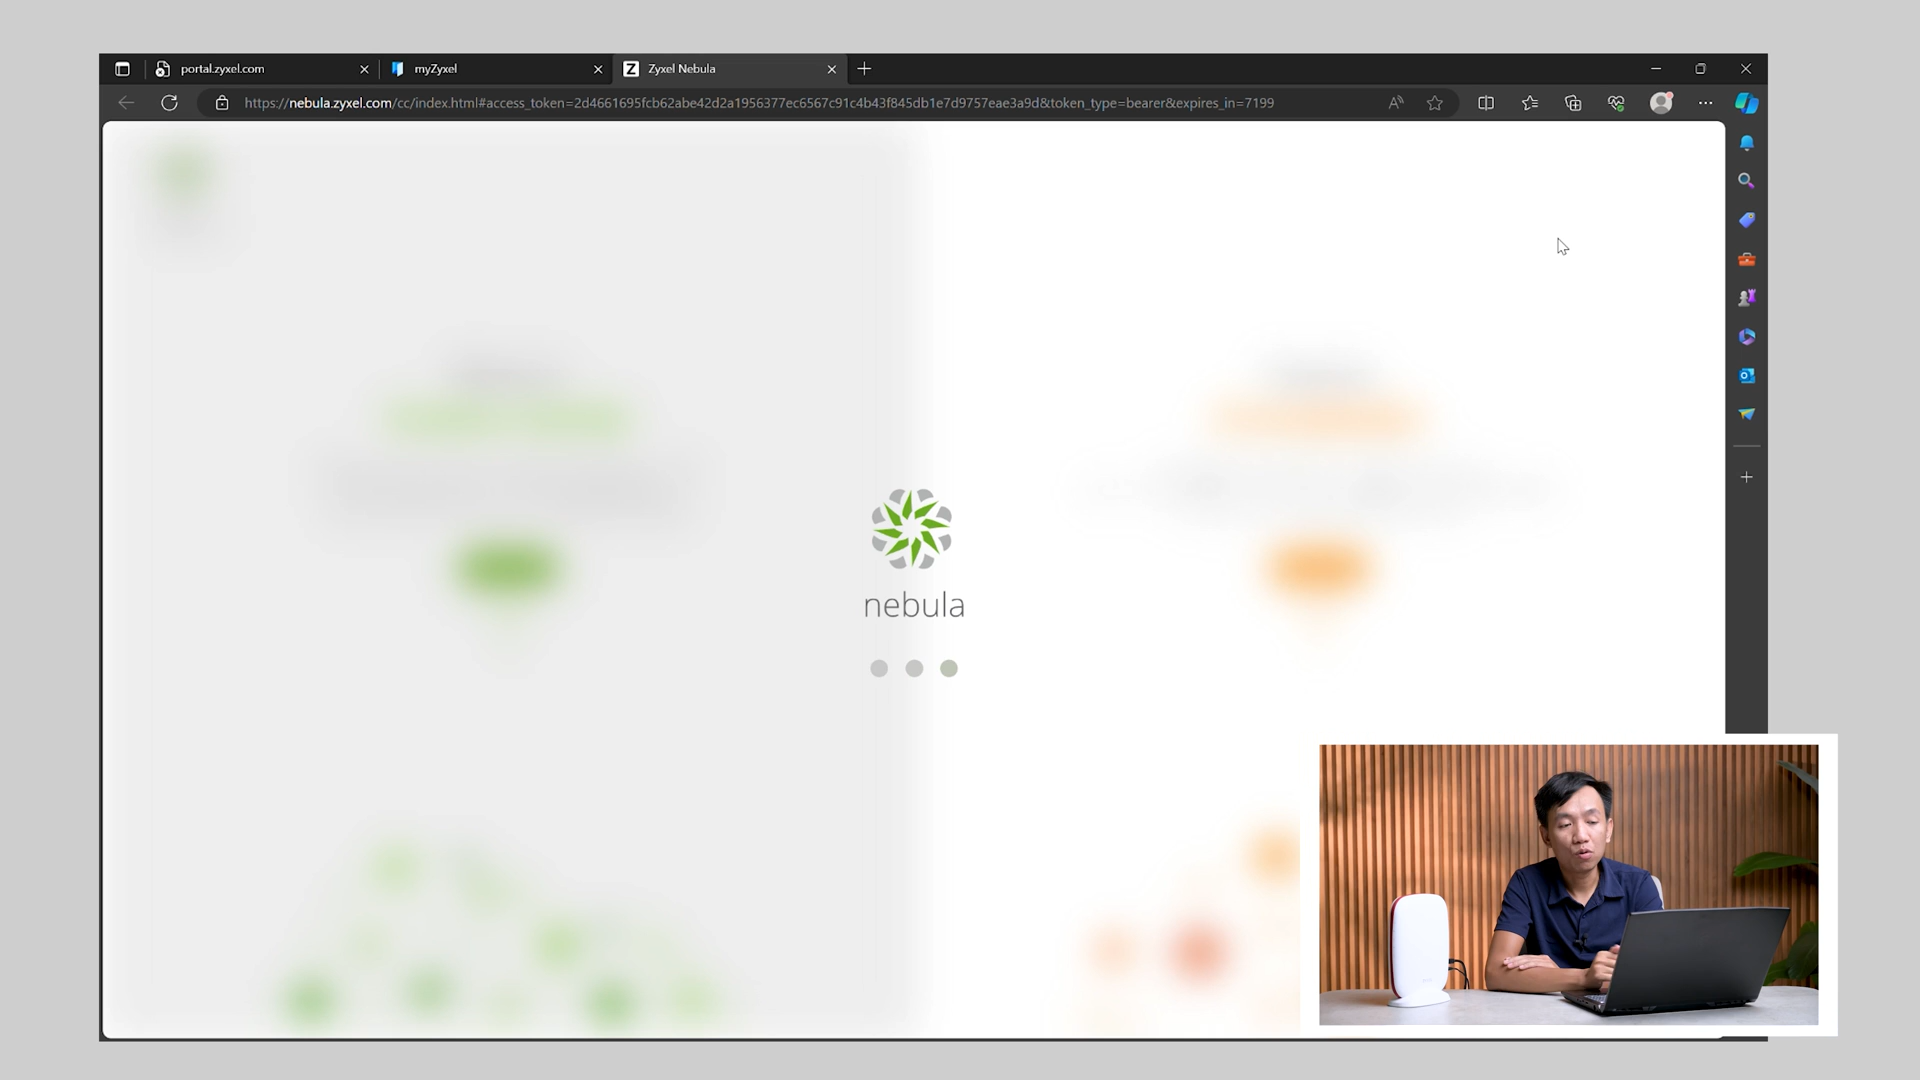 portal.zyxel.com
myZyxel
Zyxel Nebula
https://nebula.zyxel.com/cc/index.html#access_token=2d4661695fcb62abe42d2a1956377ec6567c91c4b43f845db1e7d9757eae3a9d&token_type=bearer&expires_in=7199
nebula